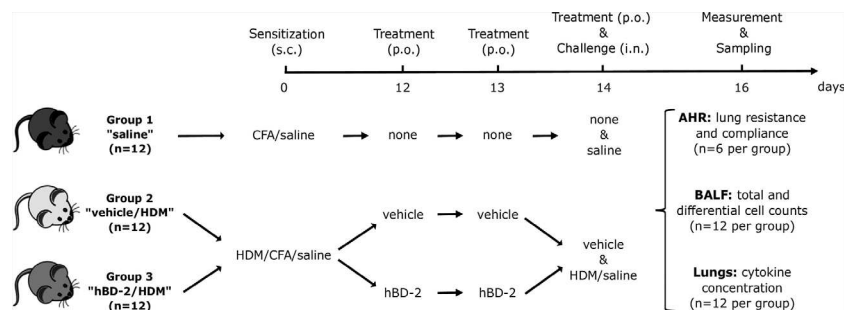 Sensitization
(s.c.)
Treatment
(p.o.)
Treatment
(p.o.)
Treatment (p.o.)
&
Challenge (i.n.)
Measurement
&
Sampling
0
12
13
14
16
days
Group 1
"saline"
(n=12)
CFA/saline
none
none
none
&
saline
Group 2
"vehicle/HDM"
(n=12)
Group 3
"hBD-2/HDM"
(n=12)
HDM/CFA/saline
vehicle
vehicle
hBD-2
hBD-2
vehicle
&
HDM/saline
AHR: lung resistance
and compliance
(n=6 per group)
BALF: total and
differential cell counts
(n=12 per group)
Lungs: cytokine
concentration
(n=12 per group)